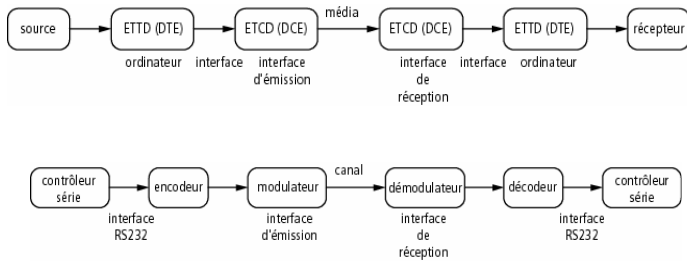 média
source
ETTD (DTE)
ETCD (DCE)
ETCD (DCE)
ETTD (DTE)
récepteur
ordinateur
interface
interface
d'émission
interface
de
réception
interface
ordinateur
canal
contrôleur
série
encodeur
modulateur
démodulateur
décodeur
contrôleur
série
interface
RS232
interface
d'émission
interface
de
réception
interface
RS232